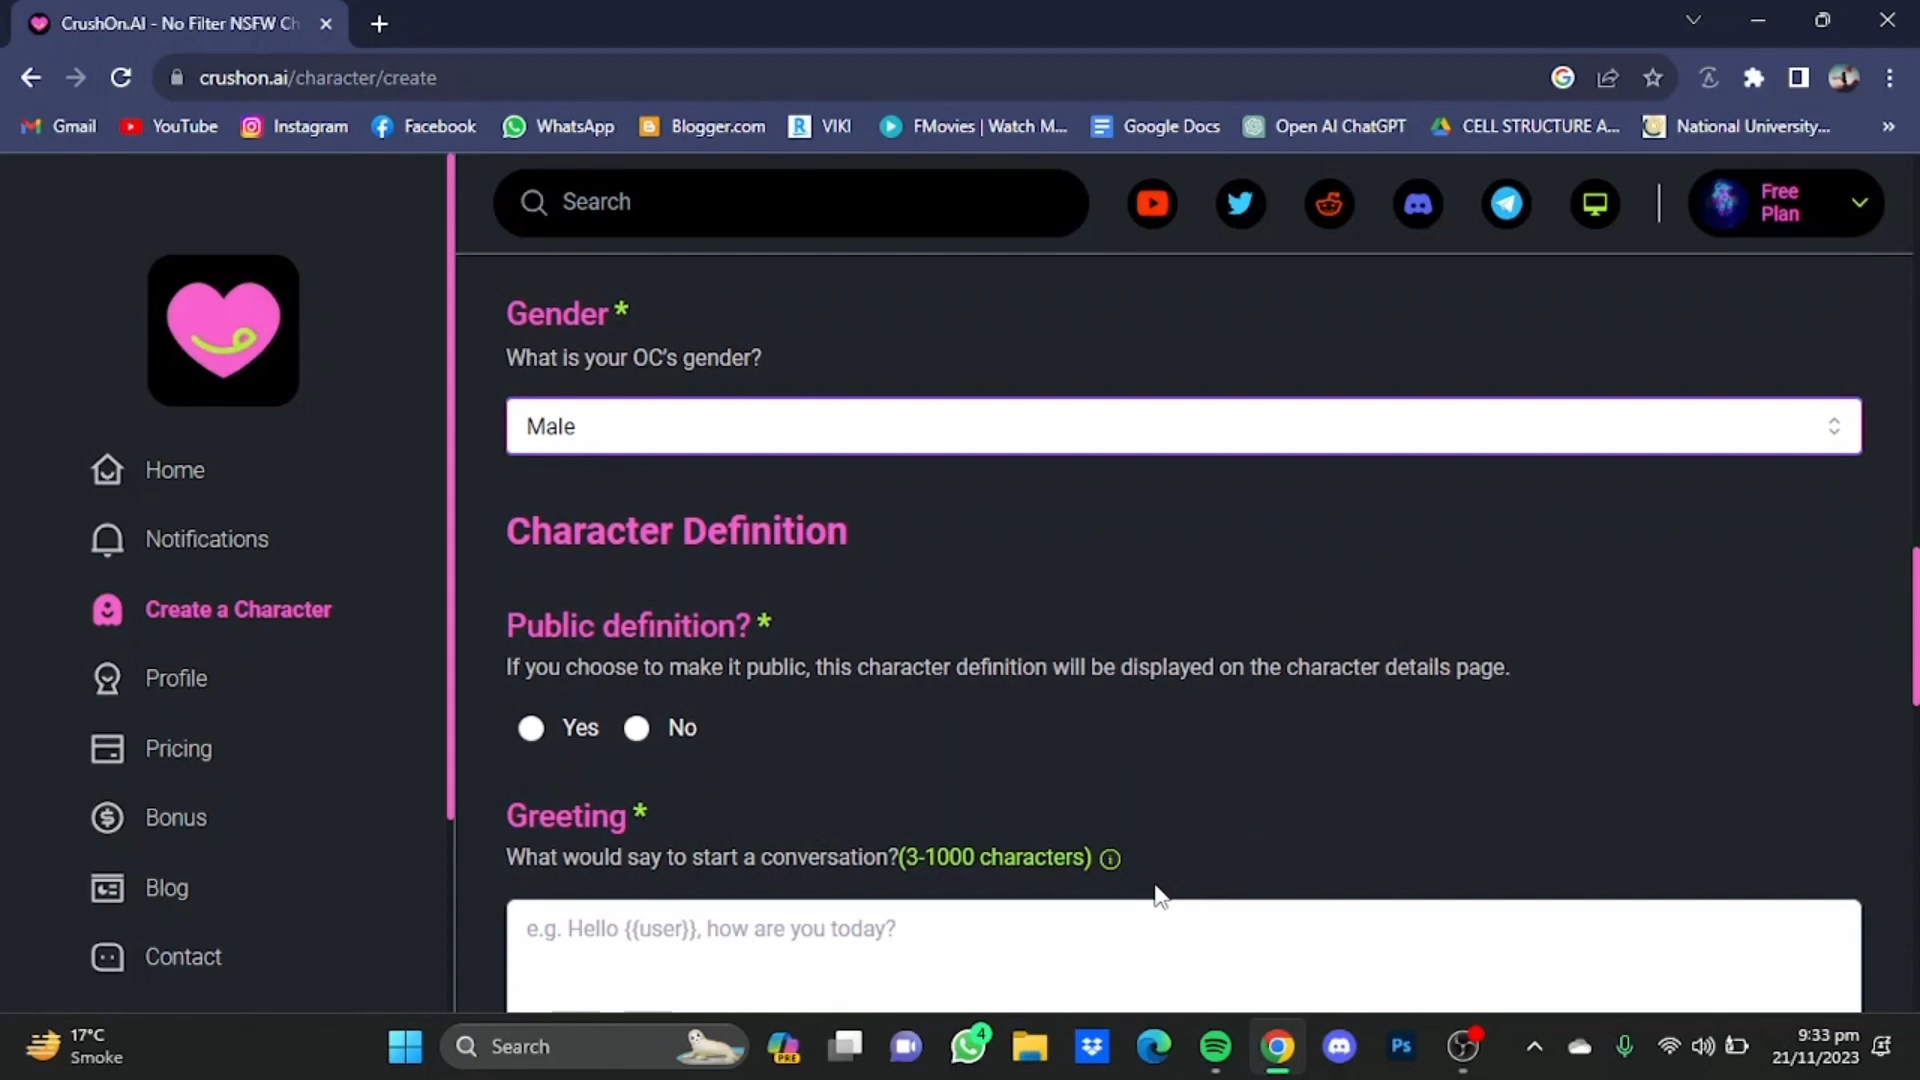 CrushOn.AI - No Filter NSFW Ch
crushon.ai/character/create
Gmail
YouTube
Instagram
Facebook
WhatsApp
Blogger.com
VIKI
FMovies | Watch M...
Google Docs
Open AI ChatGPT
CELL STRUCTURE A...
National University...
Search
Free
Plan
Home
Notifications
Create a Character
Profile
Pricing
Bonus
Blog
Contact
Gender *
What is your OC's gender?
Male
Character Definition
Public definition? *
If you choose to make it public, this character definition will be displayed on the character details page.
Yes No
Greeting *
What would say to start a conversation?(3-1000 characters)
e.g. Hello {{user}}, how are you today?
17°C
Smoke
Search
PRE
4
Ps
9:33 pm
21/11/2023